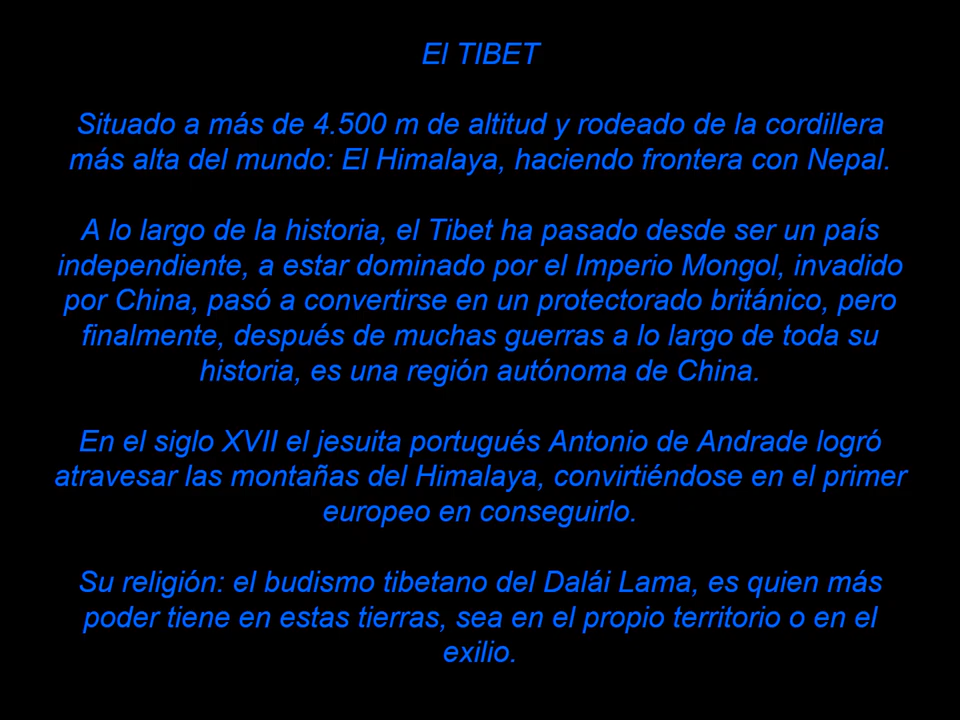 El TIBET
Situado a más de 4.500 m de altitud y rodeado de la cordillera
más alta del mundo: El Himalaya, haciendo frontera con Nepal.
A lo largo de la historia, el Tibet ha pasado desde ser un país
independiente, a estar dominado por el Imperio Mongol, invadido
por China, pasó a convertirse en un protectorado británico, pero
finalmente, después de muchas guerras a lo largo de toda su
historia, es una región autónoma de China.
En el siglo XVII el jesuita portugués Antonio de Andrade logró
atravesar las montañas del Himalaya, convirtiéndose en el primer
europeo en conseguirlo.
Su religión: el budismo tibetano del Dalái Lama, es quien más
poder tiene en estas tierras, sea en el propio territorio o en el
exilio.